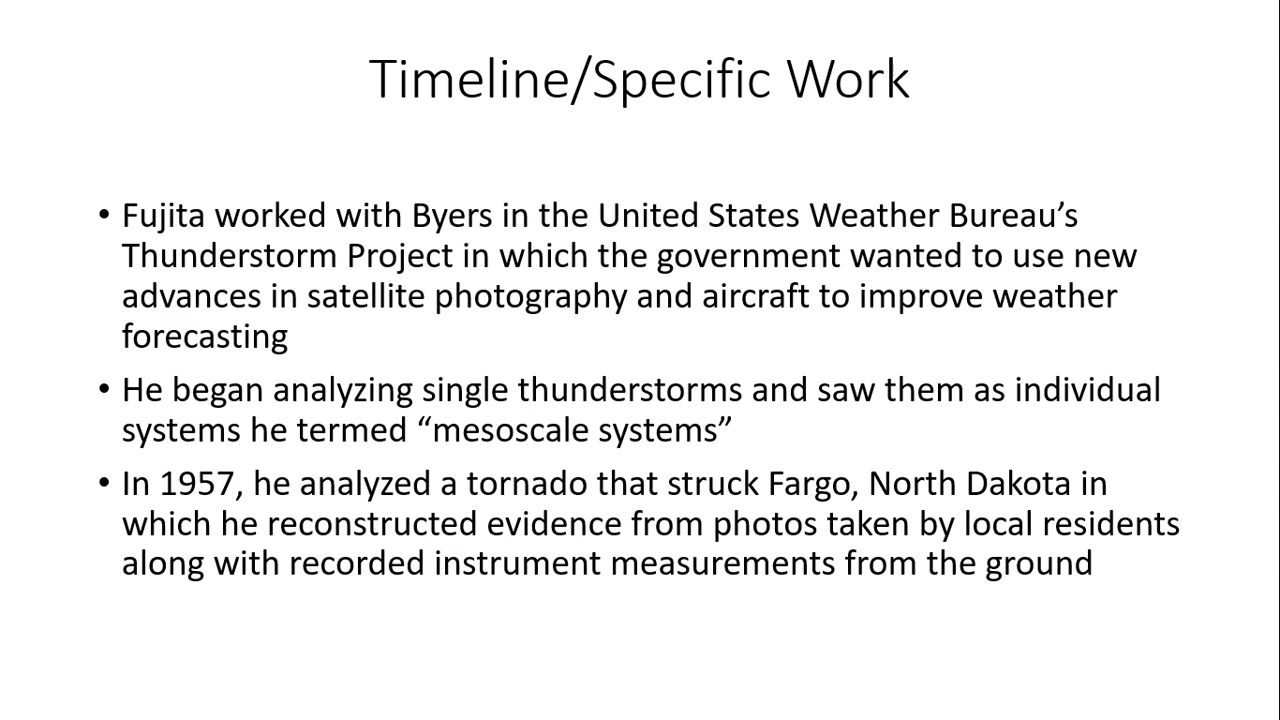 Timeline/Specific Work
• Fujita worked with Byers in the United States Weather Bureau’s
Thunderstorm Project in which the government wanted to use new
advances in satellite photography and aircraft to improve weather
forecasting
• He began analyzing single thunderstorms and saw them as individual
systems he termed “mesoscale systems”
• In 1957, he analyzed a tornado that struck Fargo, North Dakota in
which he reconstructed evidence from photos taken by local residents
along with recorded instrument measurements from the ground